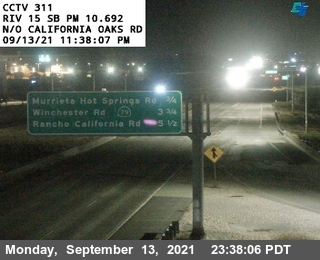 CCTV 311
RIV 15 SB PM 10.692
N/O CALIFORNIA OAKS RD
09/13/21 11:38:07 PM
Murrieta Hot Springs Rd 3/4
Winchester Rd 79 3 3/4
Rancho California Rd 5 1/2
Monday, September 13, 2021 23:38:06 PDT